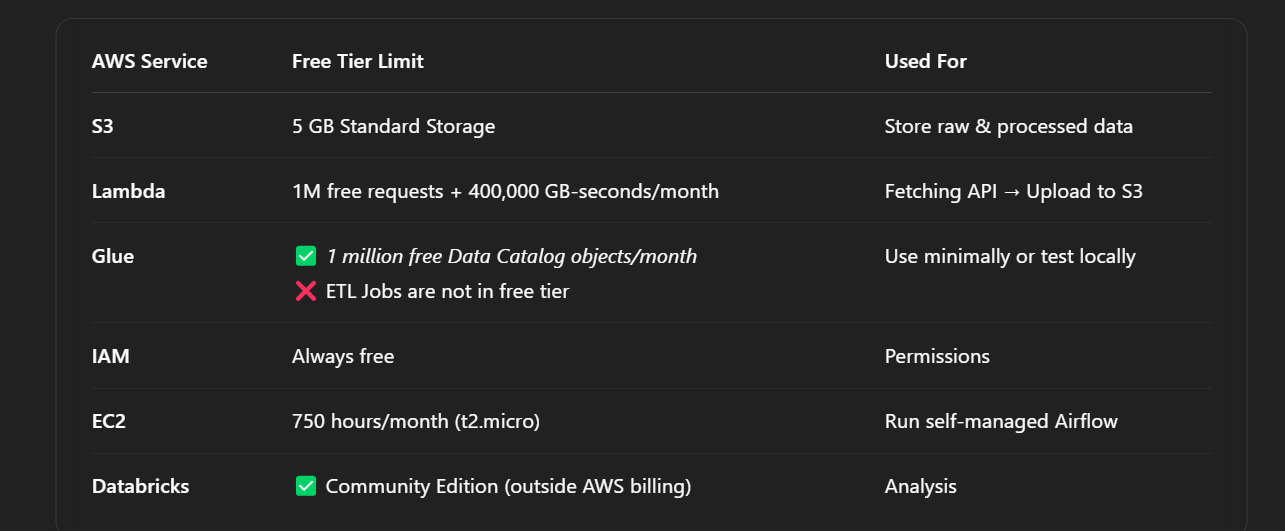 AWS Service Free Tier Limit Used For
S3 5 GB Standard Storage Store raw & processed data
Lambda 1M free requests + 400,000 GB-seconds/month Fetching API → Upload to S3
Glue ✅ 1 million free Data Catalog objects/month Use minimally or test locally
❌ ETL Jobs are not in free tier
IAM Always free Permissions
EC2 750 hours/month (t2.micro) Run self-managed Airflow
Databricks ✅ Community Edition (outside AWS billing) Analysis